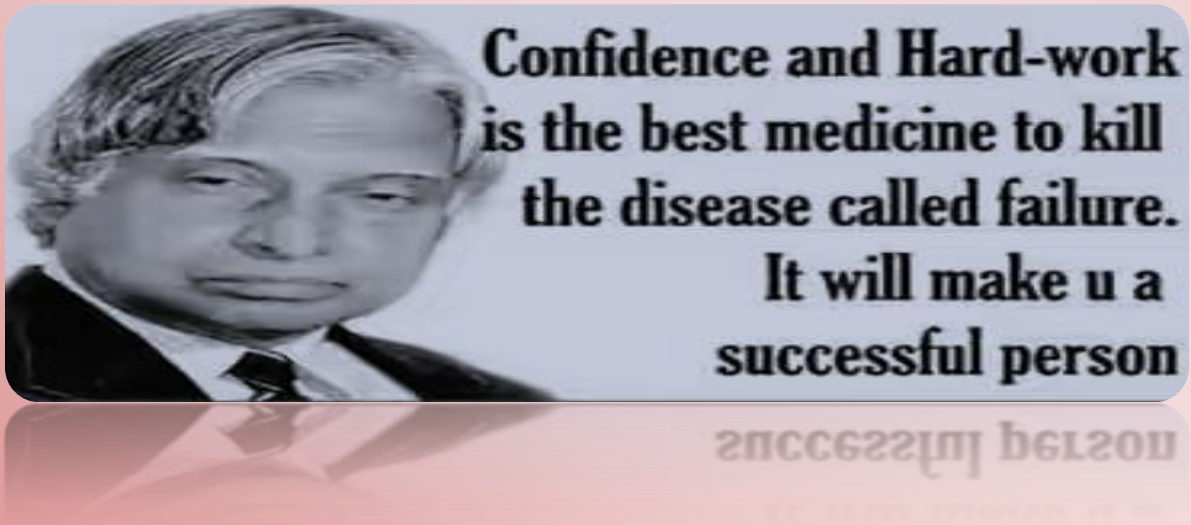 Confidence and Hard-work
is the best medicine to kill
the disease called failure.
It will make u a
successful person